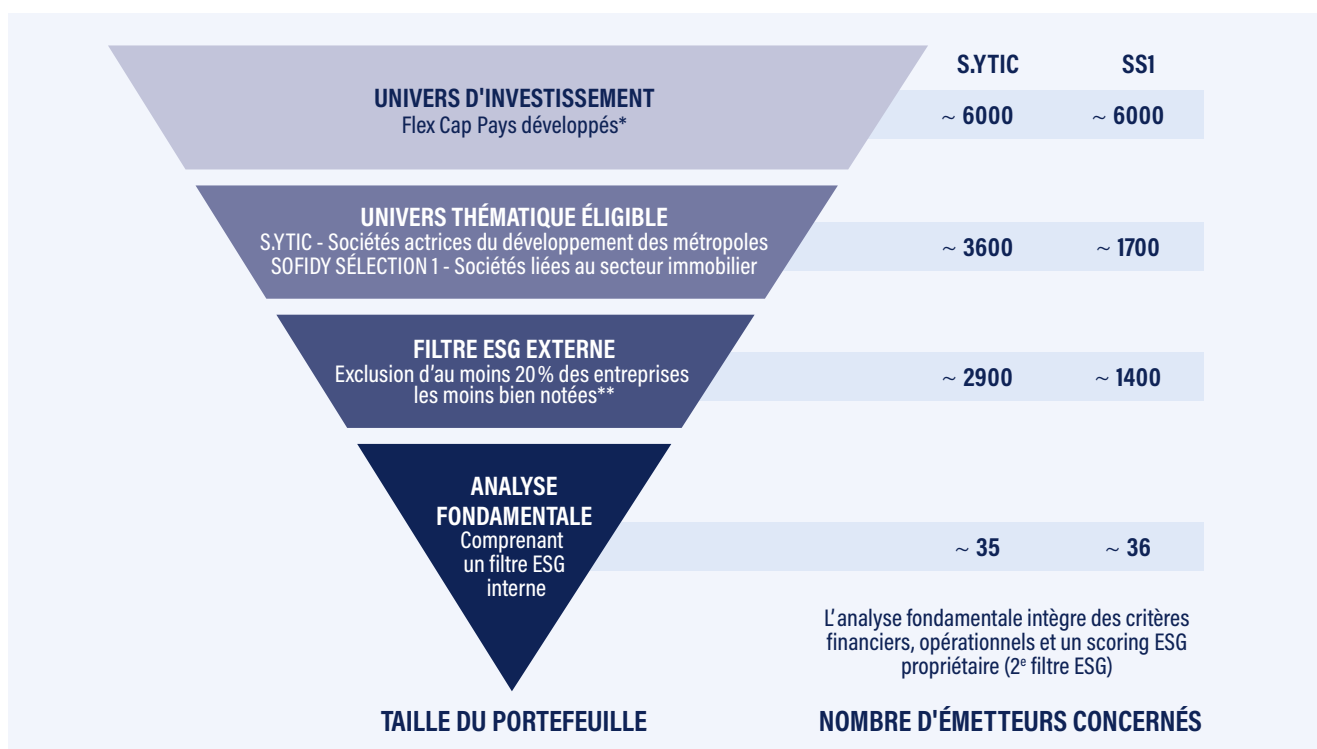 S.YTIC SS1
UNIVERS D'INVESTISSEMENT
Flex Cap Pays développés*
~ 6000 ~ 6000
UNIVERS THÉMATIQUE ÉLIGIBLE
S.YTIC - Sociétés actrices du développement des métropoles
SOFIDY SÉLECTION 1 - Sociétés liées au secteur immobilier
~ 3600 ~ 1700
FILTRE ESG EXTERNE
Exclusion d'au moins 20 % des entreprises
les moins bien notées**
~ 2900 ~ 1400
ANALYSE
FONDAMENTALE
Comprenant
un filtre ESG
interne
~ 35 ~ 36
L'analyse fondamentale intègre des critères
financiers, opérationnels et un scoring ESG
propriétaire (2e filtre ESG)
TAILLE DU PORTEFEUILLE
NOMBRE D'ÉMETTEURS CONCERNÉS